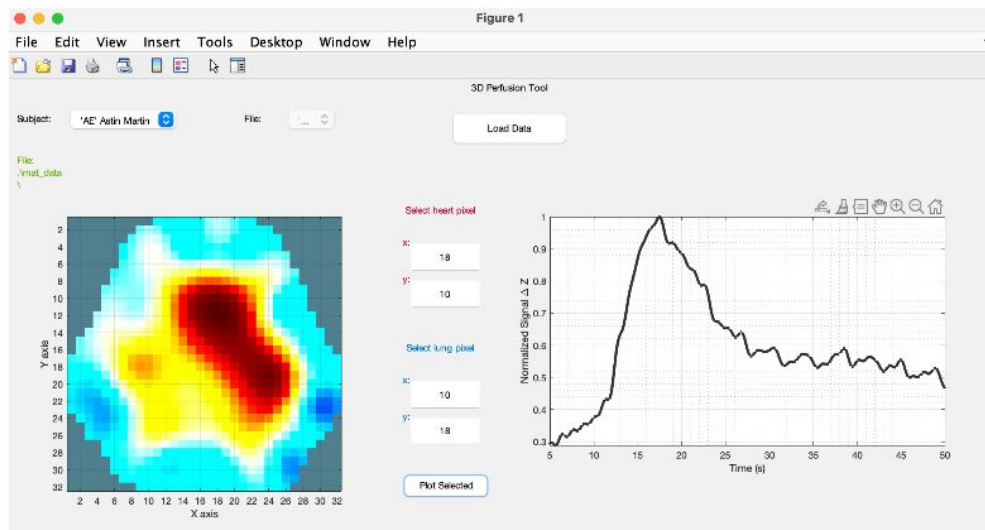 Figure 1
File Edit View Insert Tools Desktop Window Help
3D Perfusion Tool
Subject: 'AE' Astin Martin File: '... Load Data
File:
.\mat_data
\
Select heart pixel
x: 18
y: 10
Select lung pixel
x: 10
y: 18
Plot Selected
2
4
6
8
10
12
14
16
18
20
22
24
26
28
30
32
Y axis
2 4 6 8 10 12 14 16 18 20 22 24 26 28 30 32
X axis
1
0.9
0.8
0.7
0.6
0.5
0.4
0.3
Normalized Signal Δ Z
5 10 15 20 25 30 35 40 45 50
Time (s)